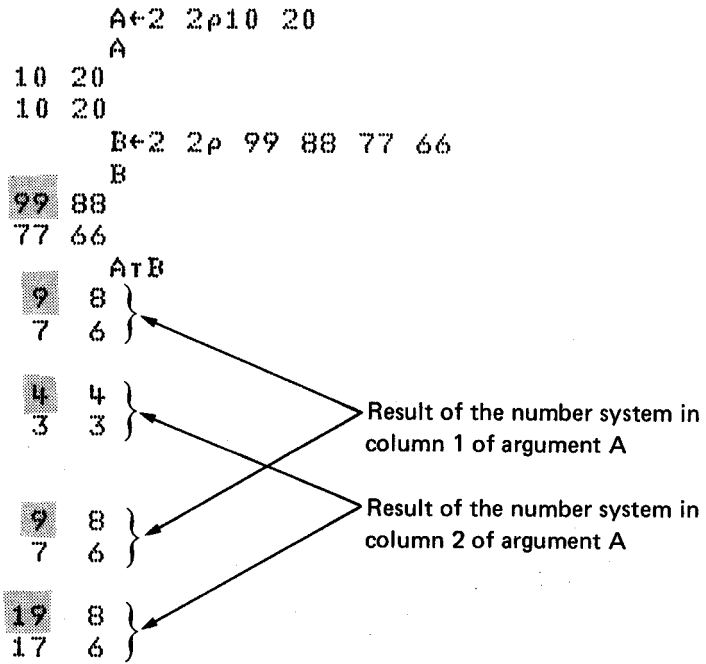 A←2 2⍴10 20
A
10 20
10 20
B←2 2⍴ 99 88 77 66
B
99 88
77 66
A⊤B
9 8
7 6
4 4
3 3
Result of the number system in
column 1 of argument A
9 8
7 6
Result of the number system in
column 2 of argument A
19 8
17 6